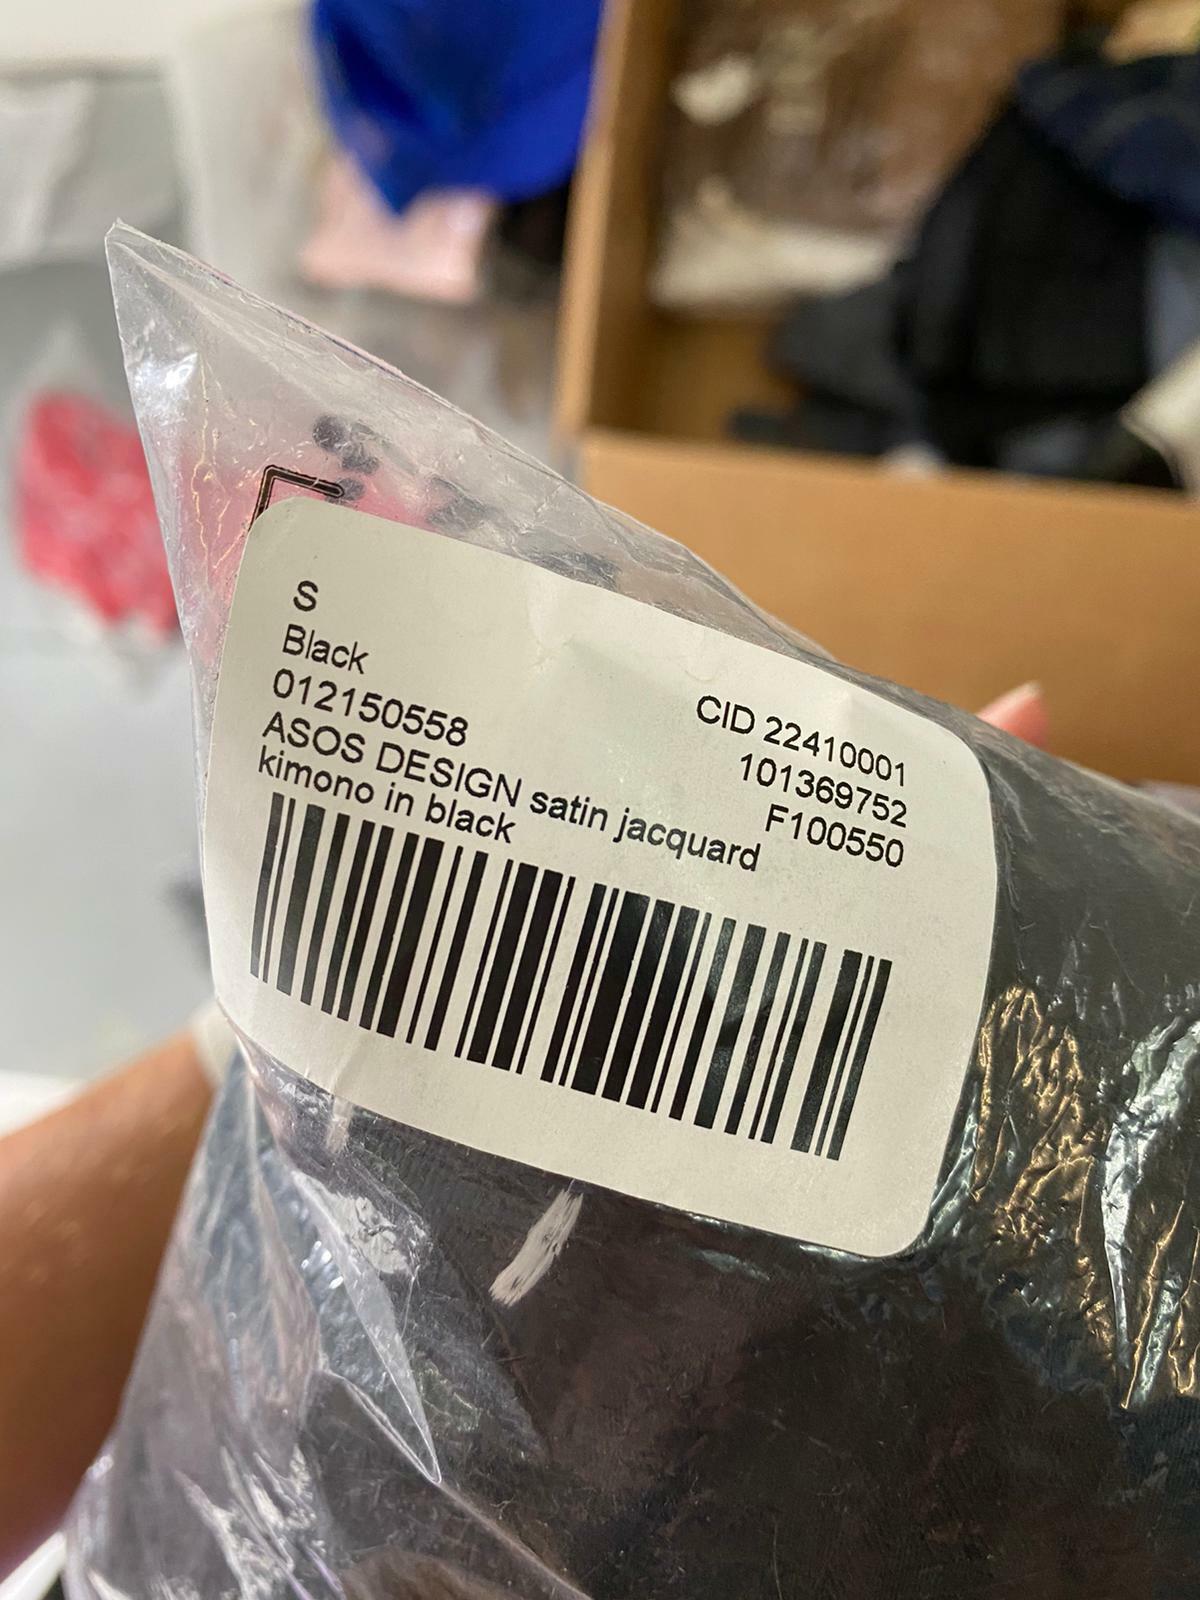 S
Black
012150558
ASOS DESIGN satin jacquard
kimono in black
CID 22410001
101369752
F100550